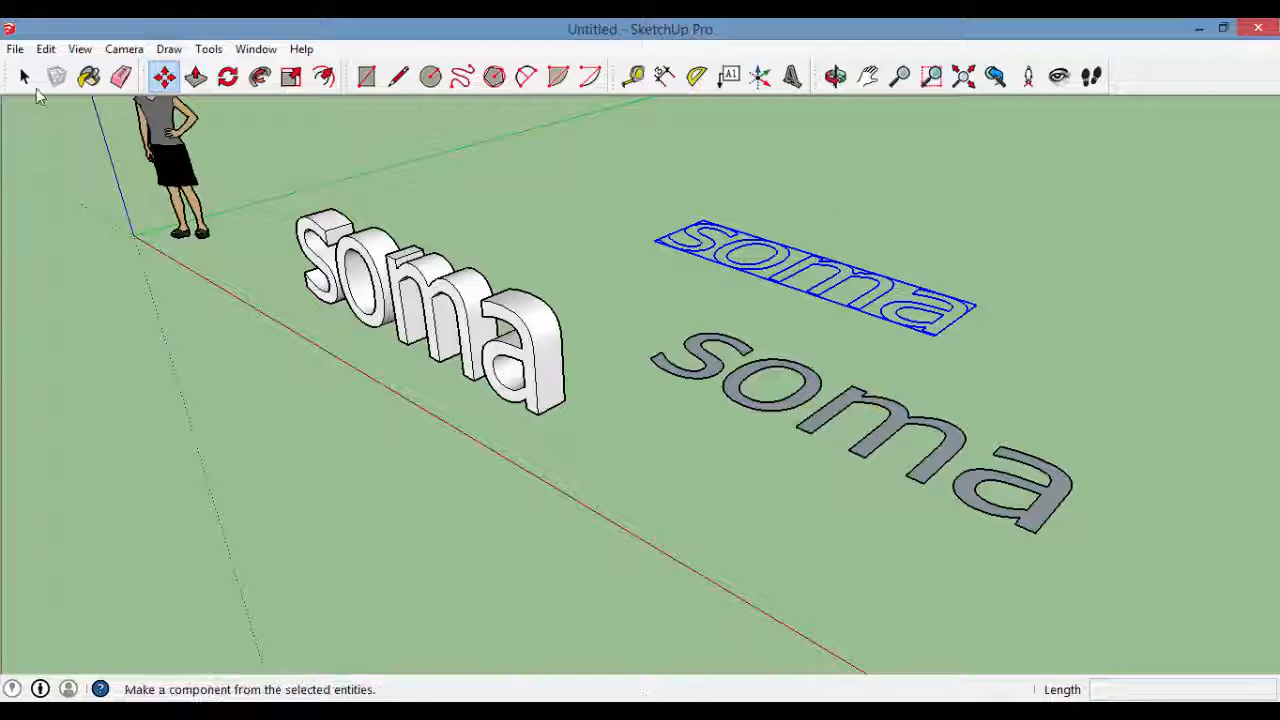 Untitled - SketchUp Pro
File Edit View Camera Draw Tools Window Help
A1
soma
soma
soma
Make a component from the selected entities.
Length